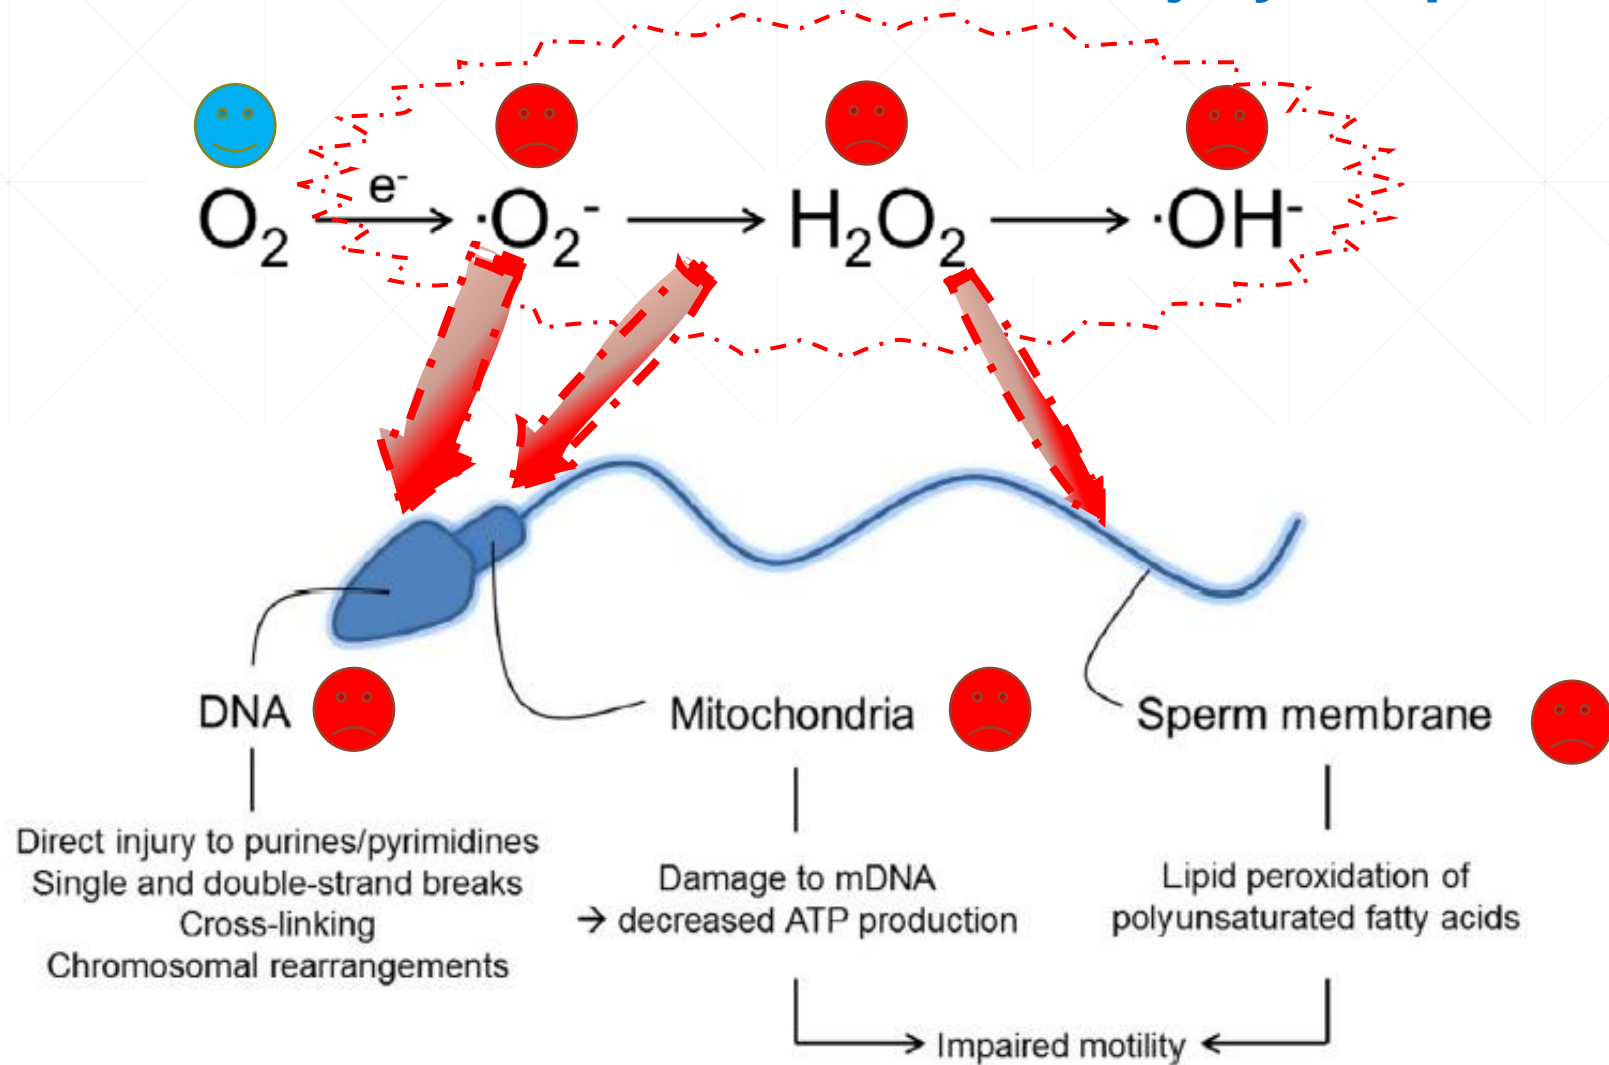 O₂ e⁻ ·O₂⁻ H₂O₂ ·OH⁻
DNA
Mitochondria
Sperm membrane
Direct injury to purines/pyrimidines
Single and double-strand breaks
Cross-linking
Chromosomal rearrangements
Damage to mDNA
→ decreased ATP production
Lipid peroxidation of
polyunsaturated fatty acids
Impaired motility